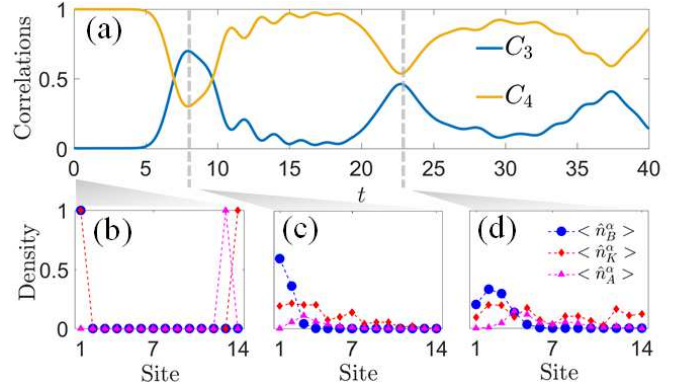 (a)
Correlations
1
0.5
0
C₃
C₄
0 5 10 15 20 25 30 35 40
t
(b) (c) (d)
Density
1
0.5
0
< n̂_B^α >
< n̂_K^α >
< n̂_A^α >
1 7 14 1 7 14 1 7 14
Site Site Site